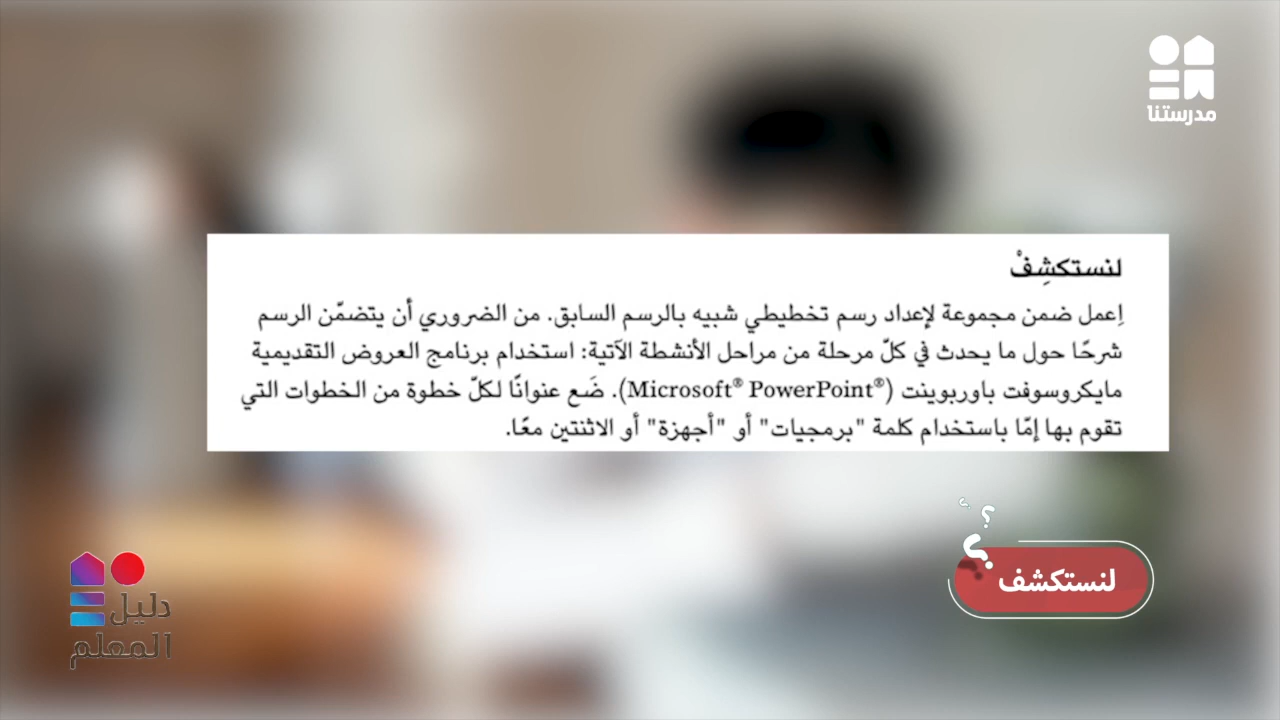 مدرستنا
لنستكشِفْ
اِعمل ضمن مجموعة لإعداد رسم تخطيطي شبيه بالرسم السابق. من الضروري أن يتضمّن الرسم
شرحًا حول ما يحدث في كلّ مرحلة من مراحل الأنشطة الآتية: استخدام برنامج العروض التقديمية
مايكروسوفت باوربوينت (Microsoft® PowerPoint®). ضَع عنوانًا لكلّ خطوة من الخطوات التي
تقوم بها إمّا باستخدام كلمة "برمجيات" أو "أجهزة" أو الاثنتين معًا.
؟
؟
؟
لنستكشف
دليل
المعلم